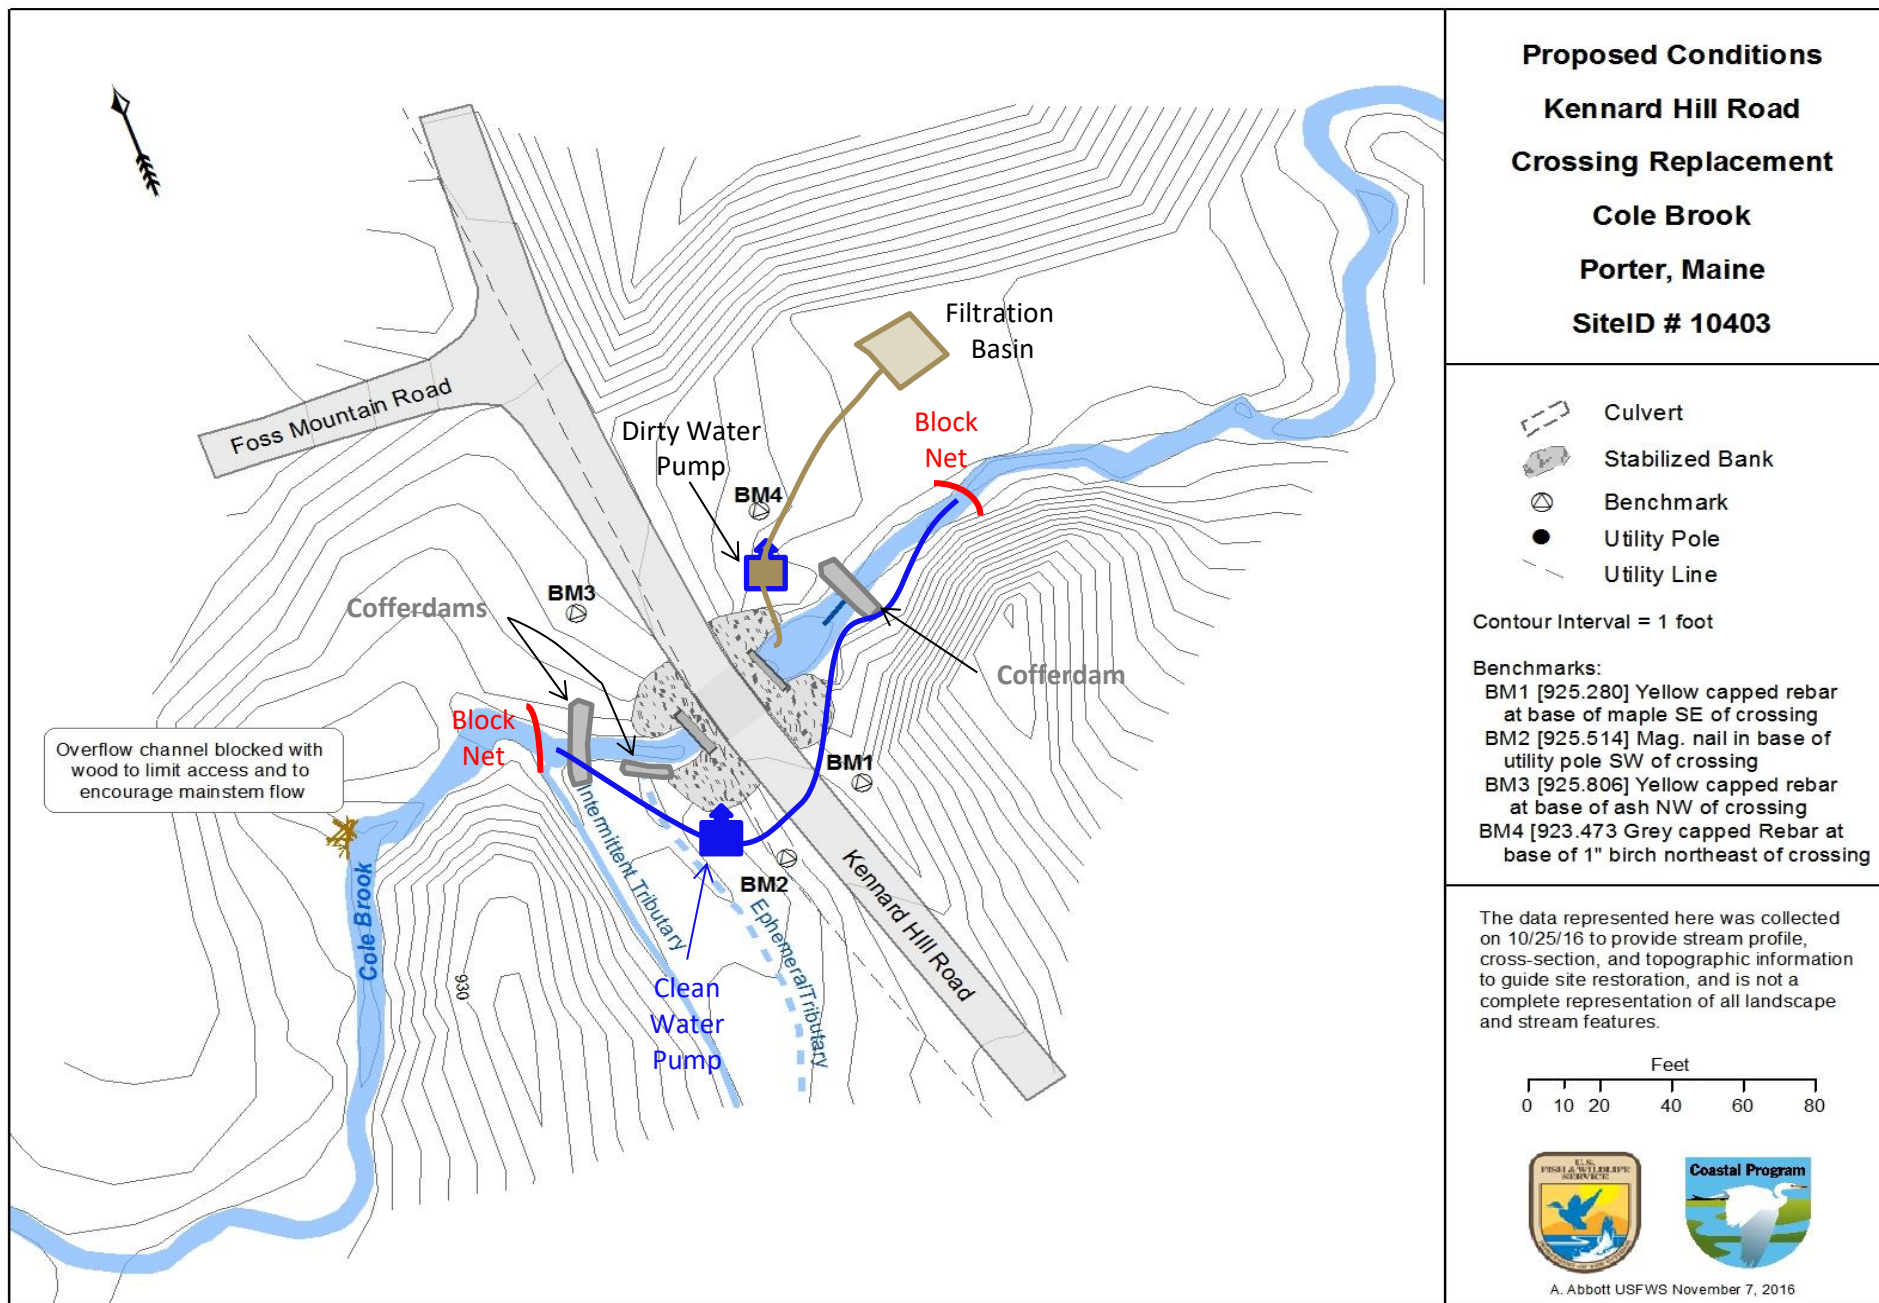 Proposed Conditions
Kennard Hill Road
Crossing Replacement
Cole Brook
Porter, Maine
SiteID # 10403
Culvert
Stabilized Bank
Benchmark
Utility Pole
Utility Line
Contour Interval = 1 foot
Benchmarks:
BM1 [925.280] Yellow capped rebar
at base of maple SE of crossing
BM2 [925.514] Mag. nail in base of
utility pole SW of crossing
BM3 [925.806] Yellow capped rebar
at base of ash NW of crossing
BM4 [923.473 Grey capped Rebar at
base of 1" birch northeast of crossing
The data represented here was collected
on 10/25/16 to provide stream profile,
cross-section, and topographic information
to guide site restoration, and is not a
complete representation of all landscape
and stream features.
Feet
0 10 20 40 60 80
U.S.
FISH & WILDLIFE
SERVICE
Coastal Program
A. Abbott USFWS November 7, 2016
Filtration
Basin
Foss Mountain Road
Dirty Water
Pump
Block
Net
BM4
BM3
Cofferdams
Cofferdam
Block
Net
Overflow channel blocked with
wood to limit access and to
encourage mainstem flow
BM1
Intermittent Tributary
BM2
Kennard HIll Road
Cole Brook
EphemeralTributary
930
Clean
Water
Pump